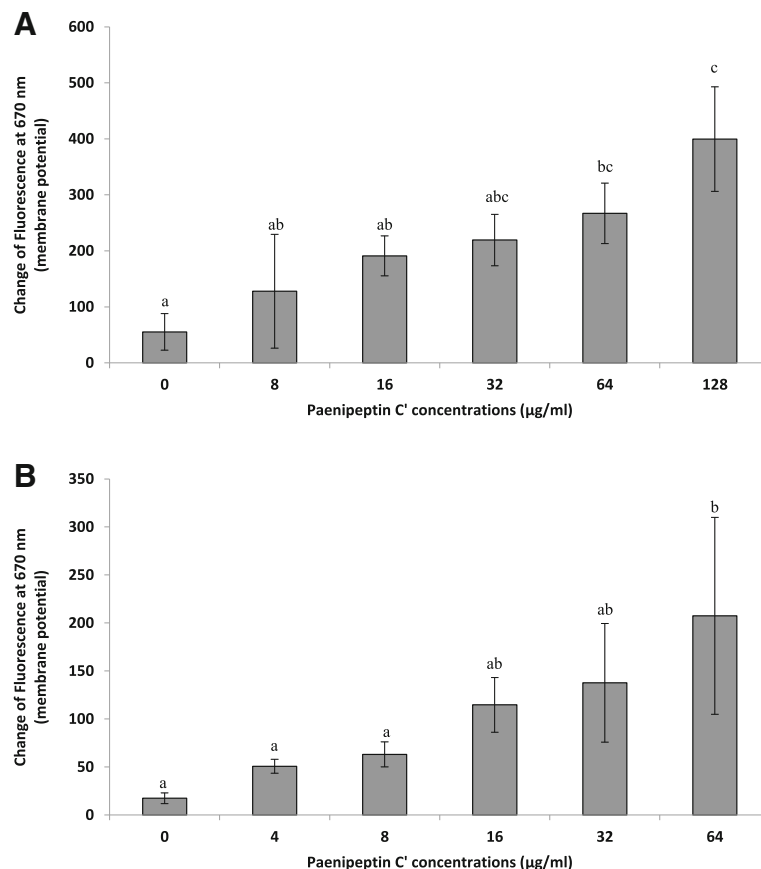 A
Change of Fluorescence at 670 nm
(membrane potential)
600
500
400
300
200
100
0
a
ab
ab
abc
bc
c
0 8 16 32 64 128
Paenipeptin C' concentrations (µg/ml)
B
Change of Fluorescence at 670 nm
(membrane potential)
350
300
250
200
150
100
50
0
a
a
a
ab
ab
b
0 4 8 16 32 64
Paenipeptin C' concentrations (µg/ml)